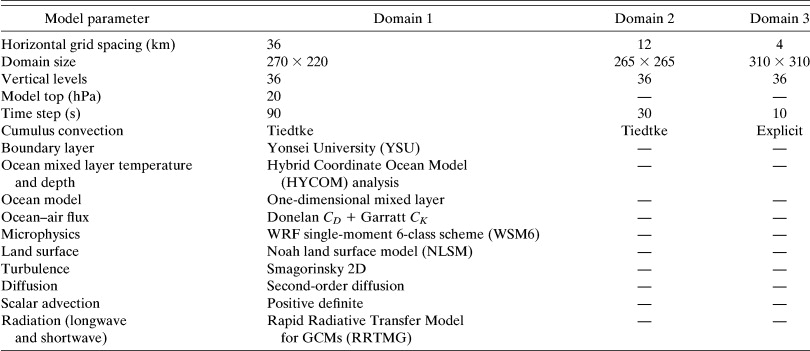 Model parameter Domain 1 Domain 2 Domain 3
Horizontal grid spacing (km) 36 12 4
Domain size 270 × 220 265 × 265 310 × 310
Vertical levels 36 36 36
Model top (hPa) 20 — —
Time step (s) 90 30 10
Cumulus convection Tiedtke Tiedtke Explicit
Boundary layer Yonsei University (YSU) — —
Ocean mixed layer temperature Hybrid Coordinate Ocean Model — —
and depth (HYCOM) analysis
Ocean model One-dimensional mixed layer — —
Ocean–air flux Donelan C_D + Garratt C_K — —
Microphysics WRF single-moment 6-class scheme (WSM6) — —
Land surface Noah land surface model (NLSM) — —
Turbulence Smagorinsky 2D — —
Diffusion Second-order diffusion — —
Scalar advection Positive definite — —
Radiation (longwave Rapid Radiative Transfer Model — —
and shortwave) for GCMs (RRTMG)